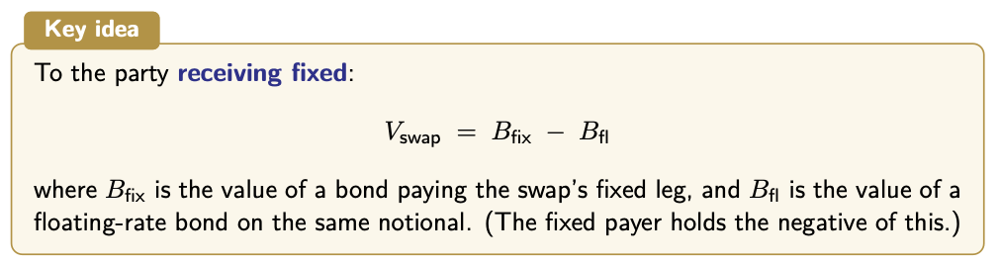 Key idea
To the party receiving fixed:
V_swap = B_fix − B_fl
where B_fix is the value of a bond paying the swap's fixed leg, and B_fl is the value of a
floating-rate bond on the same notional. (The fixed payer holds the negative of this.)